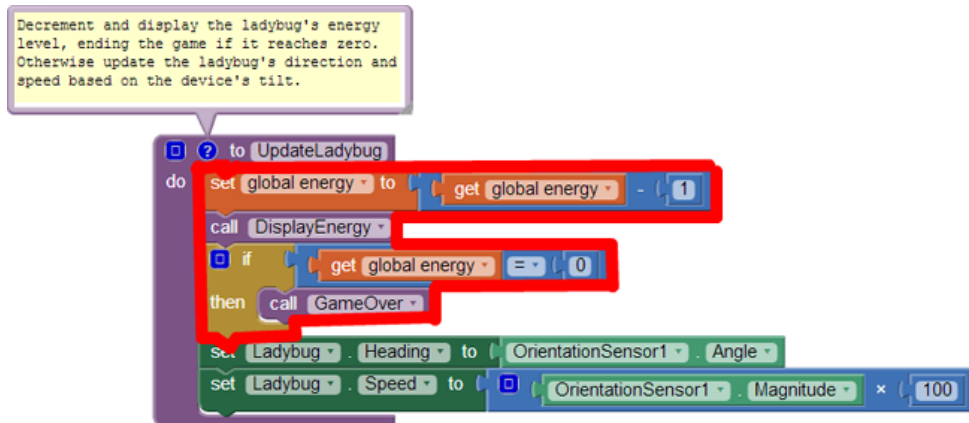 Decrement and display the ladybug's energy
level, ending the game if it reaches zero.
Otherwise update the ladybug's direction and
speed based on the device's tilt.
? to UpdateLadybug
do set global energy to get global energy - 1
call DisplayEnergy
if get global energy = 0
then call GameOver
set Ladybug . Heading to OrientationSensor1 . Angle
set Ladybug . Speed to OrientationSensor1 . Magnitude × 100